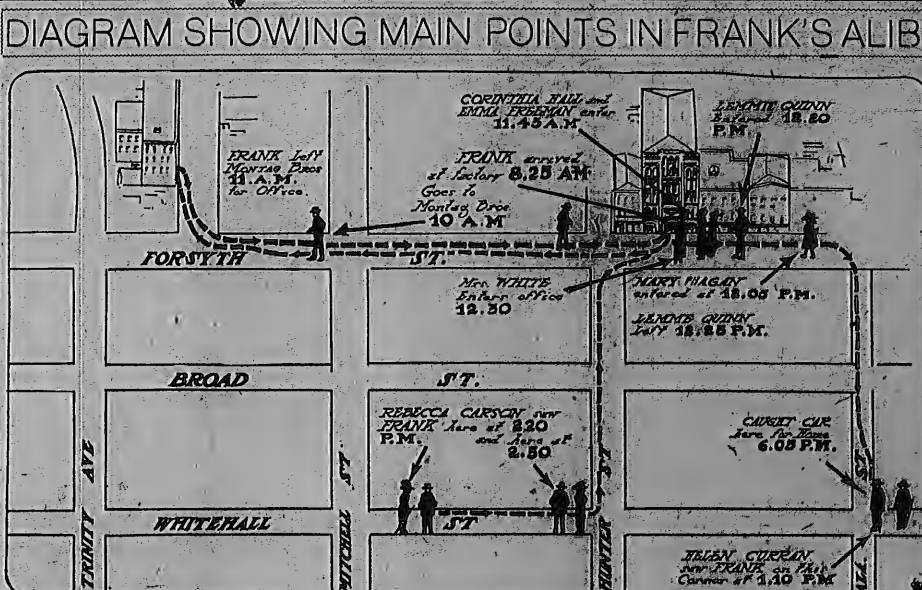 DIAGRAM SHOWING MAIN POINTS IN FRANK'S ALIB
CORINTHIA HALL and
EMMA FREEMAN enter
11.45 A.M
LEMMIE QUINN
Entered 12.20
P.M.
FRANK Left
MONTAG BROS
11 A.M.
for Office.
FRANK arrived
at factory 8.25 AM
Goes to
Montag Bros
10 A.M
FORSYTH ST.
Mrs. WHITE
Enters office
12.30
MARY PHAGAN
entered at 12.05 P.M.
LEMMIE QUINN
Left 12.25 P.M.
BROAD ST.
REBECCA CARSON saw
FRANK here at 2.20
P.M. and here at
2.50
CAUGHT CAR
here for Home
6.05 P.M.
WHITEHALL ST
TRINITY AVE
MITCHELL ST
HUNTER ST
ALA. ST.
HELEN CURRAN
saw FRANK on this
Corner at 1.10 P.M